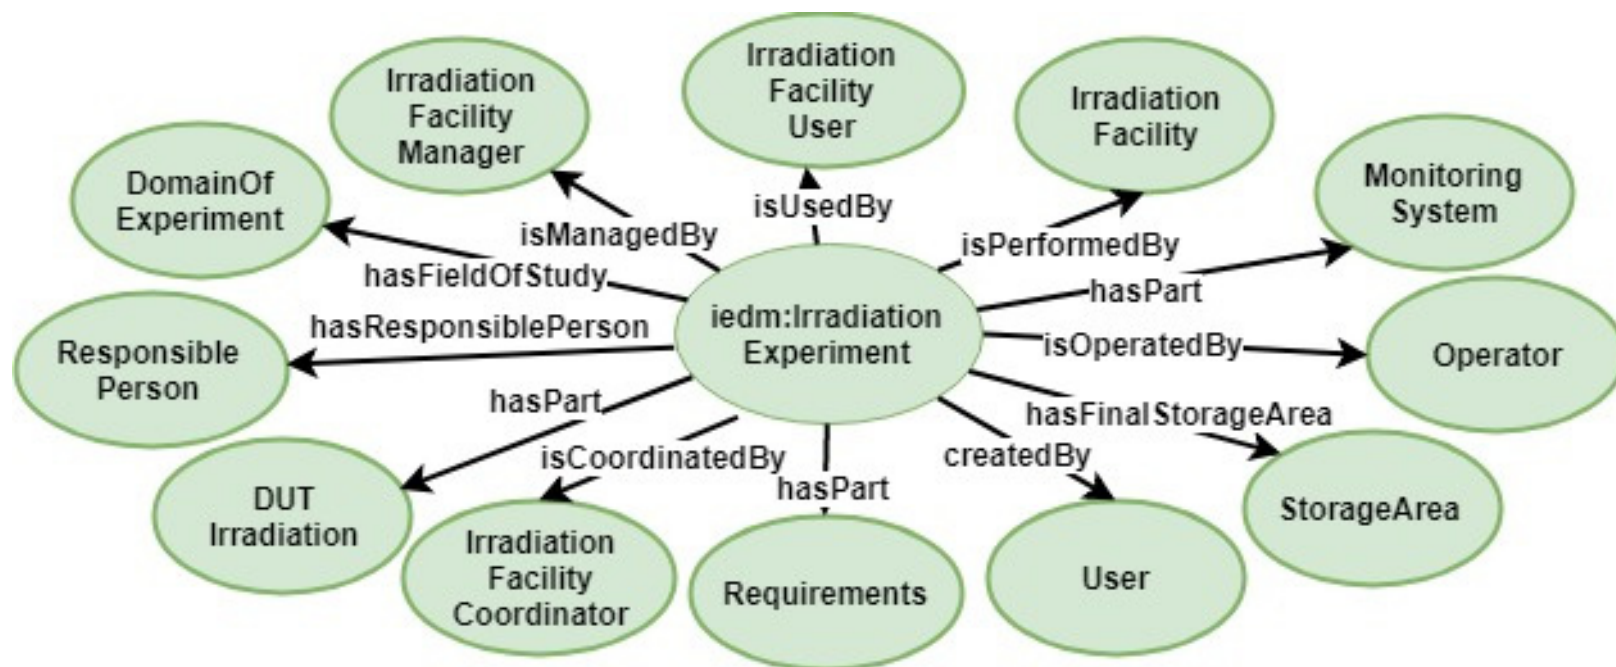 Irradiation
Facility
User
Irradiation
Facility
Manager
Irradiation
Facility
DomainOf
Experiment
Monitoring
System
isUsedBy
isManagedBy
isPerformedBy
hasFieldOfStudy
hasPart
hasResponsiblePerson
iedm:Irradiation
Experiment
isOperatedBy
Operator
Responsible
Person
hasPart
hasFinalStorageArea
isCoordinatedBy
createdBy
hasPart
DUT
Irradiation
StorageArea
Irradiation
Facility
Coordinator
Requirements
User